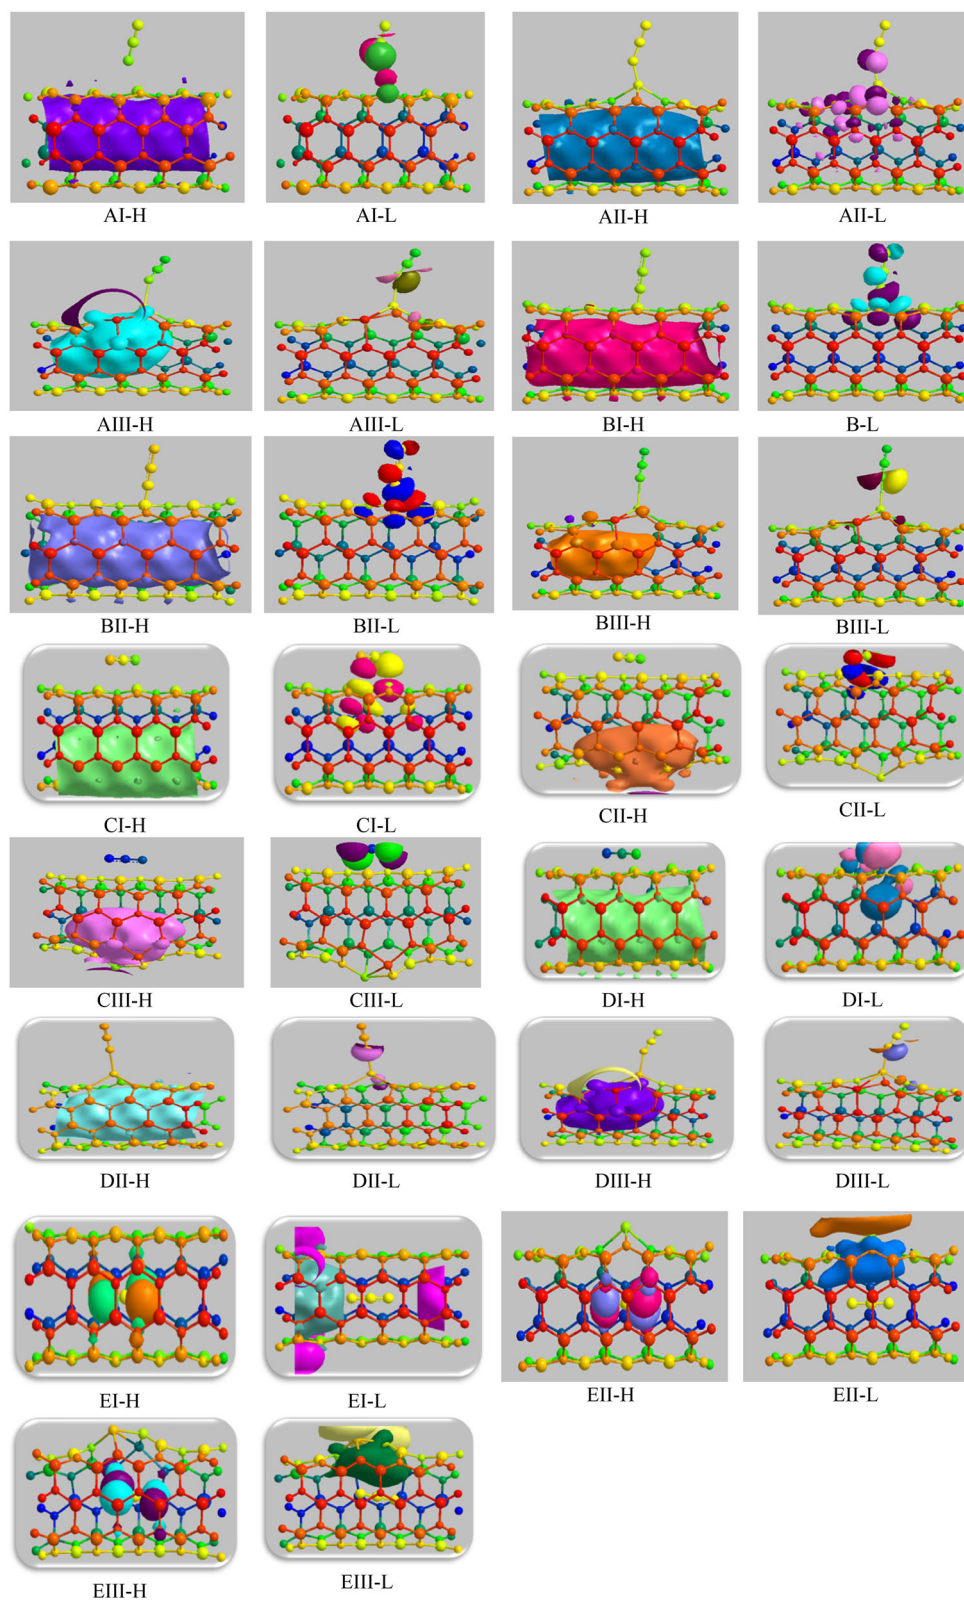 AI-H AI-L AII-H AII-L
AIII-H AIII-L BI-H B-L
BII-H BII-L BIII-H BIII-L
CI-H CI-L CII-H CII-L
CIII-H CIII-L DI-H DI-L
DII-H DII-L DIII-H DIII-L
EI-H EI-L EII-H EII-L
EIII-H EIII-L